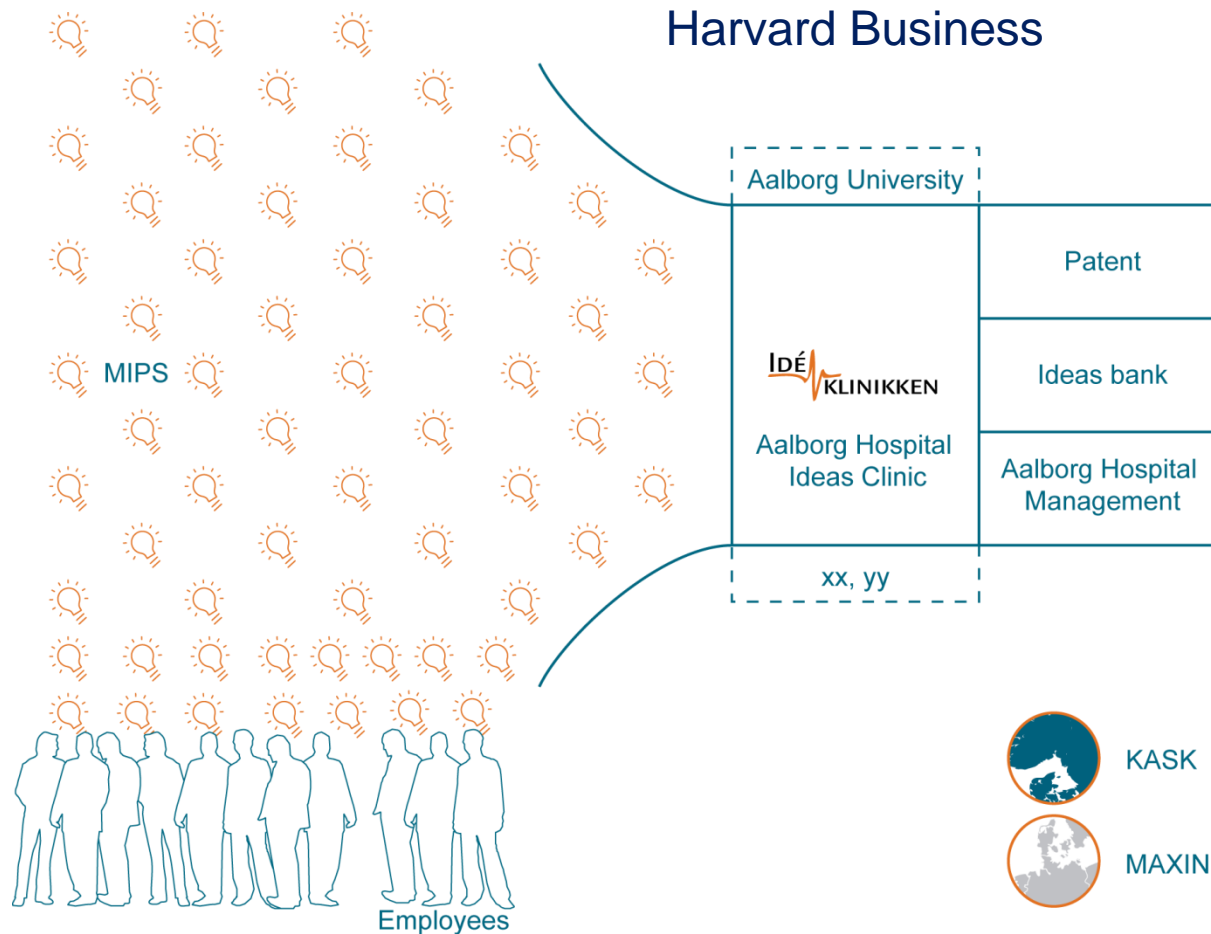 Harvard Business
Aalborg University
Patent
MIPS
IDÉ
KLINIKKEN
Ideas bank
Aalborg Hospital
Ideas Clinic
Aalborg Hospital
Management
xx, yy
KASK
MAXIN
Employees